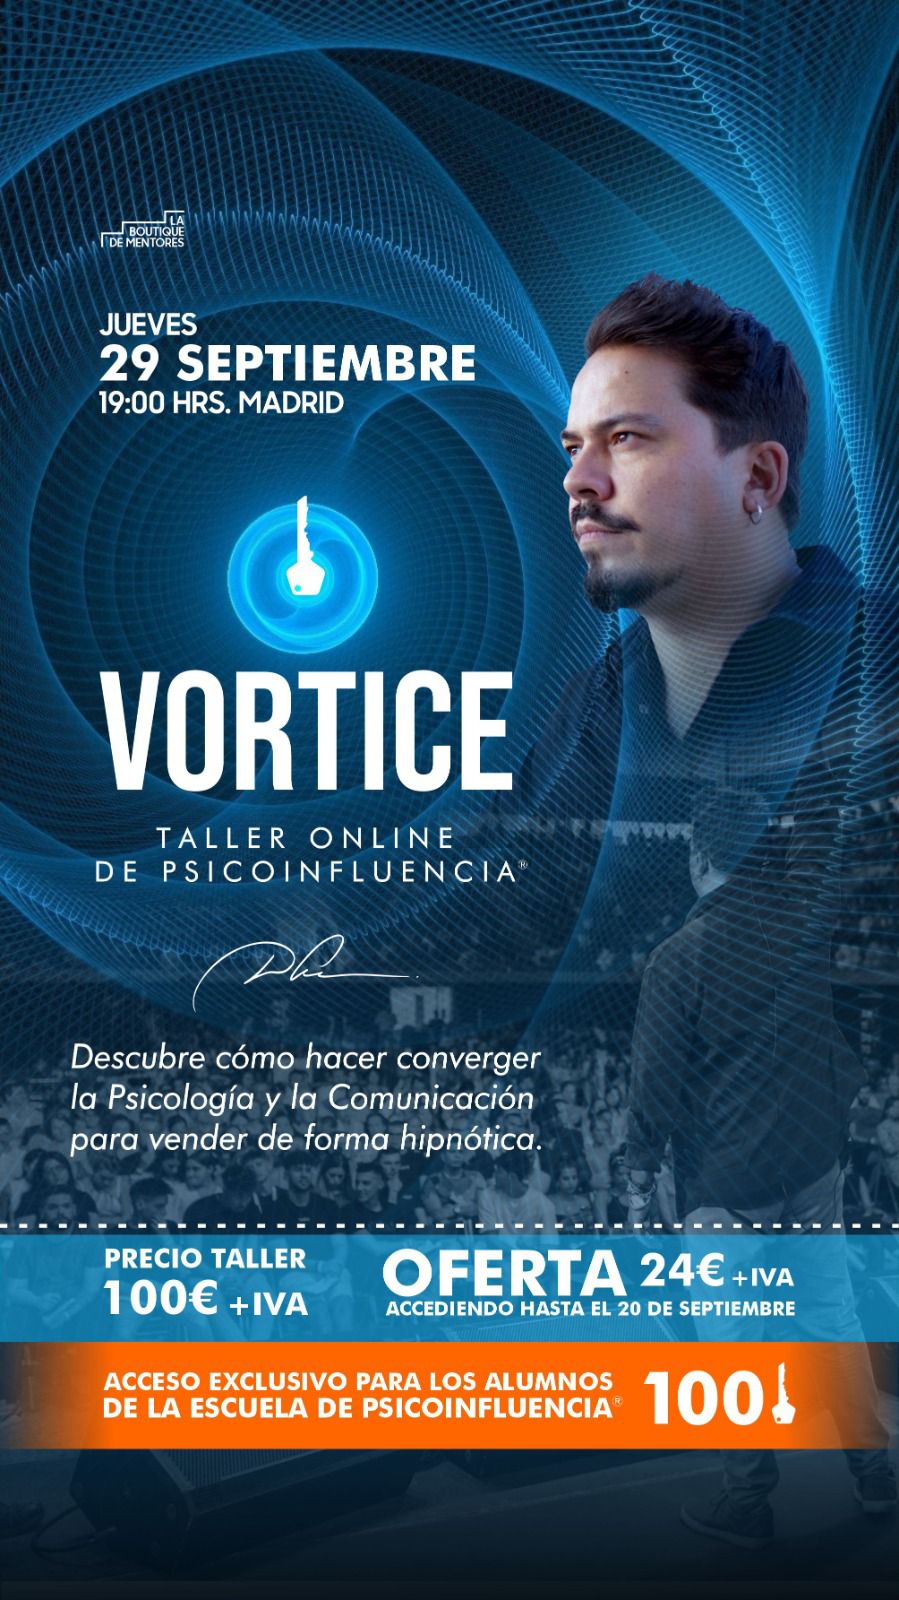 LA
BOUTIQUE
DE MENTORES
JUEVES
29 SEPTIEMBRE
19:00 HRS. MADRID
VORTICE
TALLER ONLINE
DE PSICOINFLUENCIA®
Descubre cómo hacer converger
la Psicología y la Comunicación
para vender de forma hipnótica.
PRECIO TALLER
100€ +IVA
OFERTA 24€ +IVA
ACCEDIENDO HASTA EL 20 DE SEPTIEMBRE
ACCESO EXCLUSIVO PARA LOS ALUMNOS
DE LA ESCUELA DE PSICOINFLUENCIA®
100